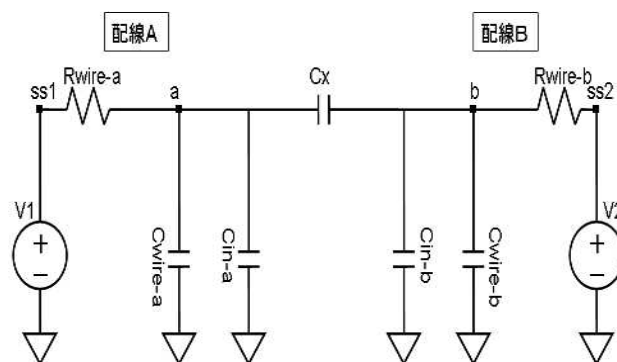 配線A
配線B
Rwire-a
a
Cx
b
Rwire-b
ss1
ss2
V1
V2
Cwire-a
Cin-a
Cin-b
Cwire-b